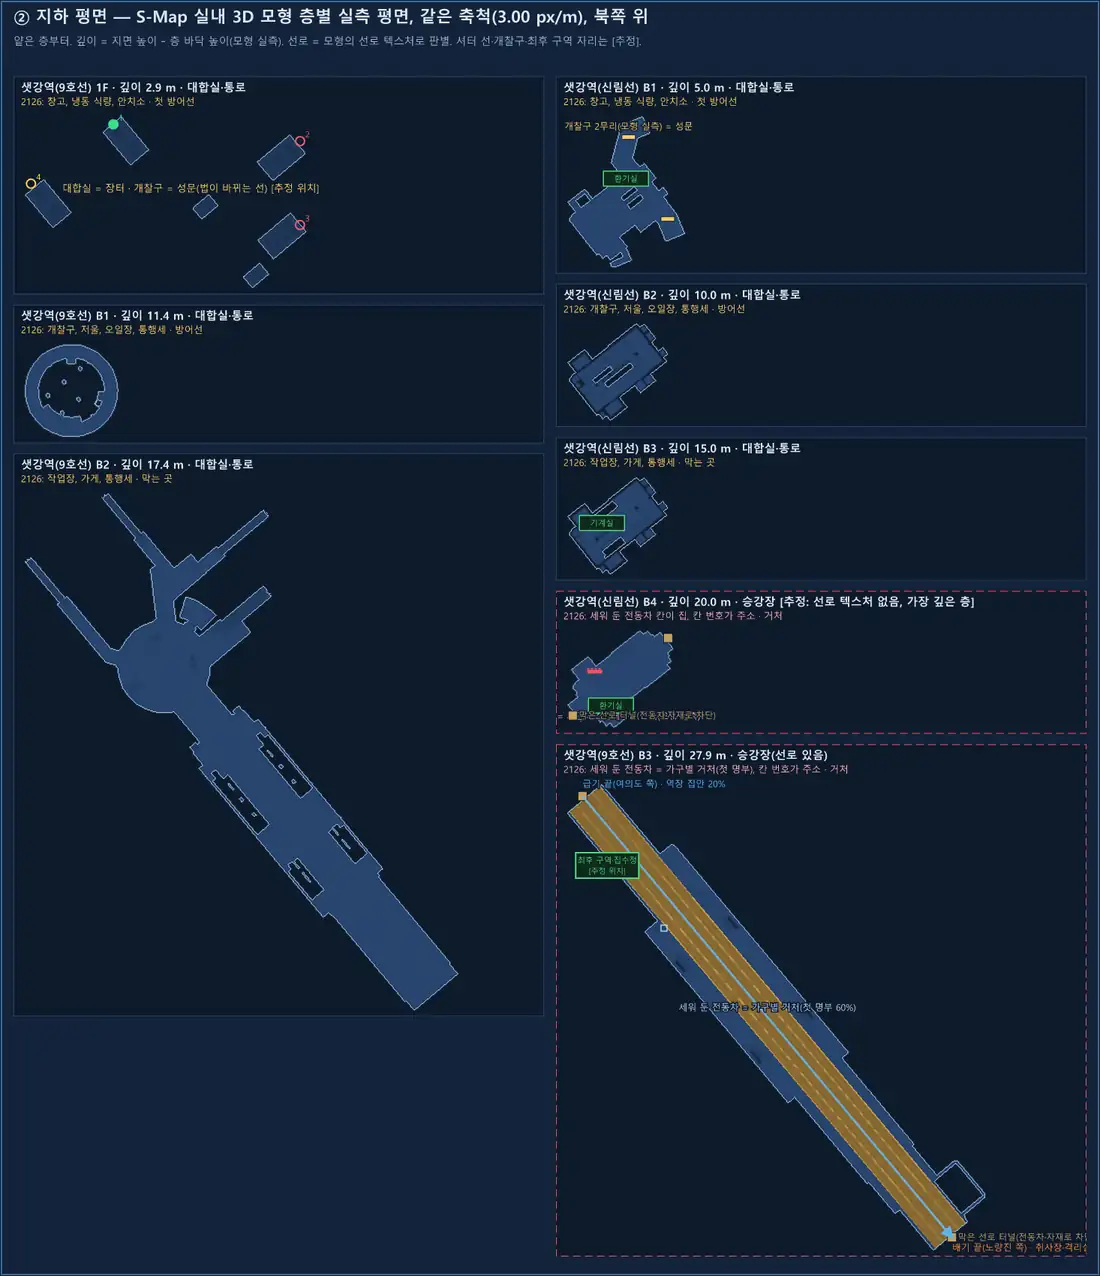 ② 지하 평면 — S-Map 실내 3D 모형 층별 실측 평면, 같은 축척(3.00 px/m), 북쪽 위
얕은 층부터. 깊이 = 지면 높이 - 층 바닥 높이(모형 실측). 선로 = 모형의 선로 텍스처로 판별. 셔터 선·개찰구·최후 구역 자리는 [추정].
샛강역(9호선) 1F · 깊이 2.9 m · 대합실·통로
2126: 창고, 냉동 식량, 안치소 · 첫 방어선
2
4
대합실 = 장터 · 개찰구 = 성문(법이 바뀌는 선) [추정 위치]
3
샛강역(9호선) B1 · 깊이 11.4 m · 대합실·통로
2126: 개찰구, 저울, 오일장, 통행세 · 방어선
샛강역(9호선) B2 · 깊이 17.4 m · 대합실·통로
2126: 작업장, 가게, 통행세 · 막는 곳
샛강역(신림선) B1 · 깊이 5.0 m · 대합실·통로
2126: 창고, 냉동 식량, 안치소 · 첫 방어선
개찰구 2무리(모형 실측) = 성문
환기실
샛강역(신림선) B2 · 깊이 10.0 m · 대합실·통로
2126: 개찰구, 저울, 오일장, 통행세 · 방어선
샛강역(신림선) B3 · 깊이 15.0 m · 대합실·통로
2126: 작업장, 가게, 통행세 · 막는 곳
기계실
샛강역(신림선) B4 · 깊이 20.0 m · 승강장 [추정: 선로 텍스처 없음, 가장 깊은 층]
2126: 세워 둔 전동차 칸이 집, 칸 번호가 주소 · 거처
환기실
막은 선로 터널(전동차·자재로 차단)
샛강역(9호선) B3 · 깊이 27.9 m · 승강장(선로 있음)
2126: 세워 둔 전동차 = 가구별 거처(첫 명부), 칸 번호가 주소 · 거처
급기 끝(여의도 쪽) · 역장 집안 20%
최후 구역·집수정
[추정 위치]
세워 둔 전동차 = 가구별 거처(첫 명부 60%)
막은 선로 터널(전동차·자재로
배기 끝(노량진 쪽) · 취사장·격리